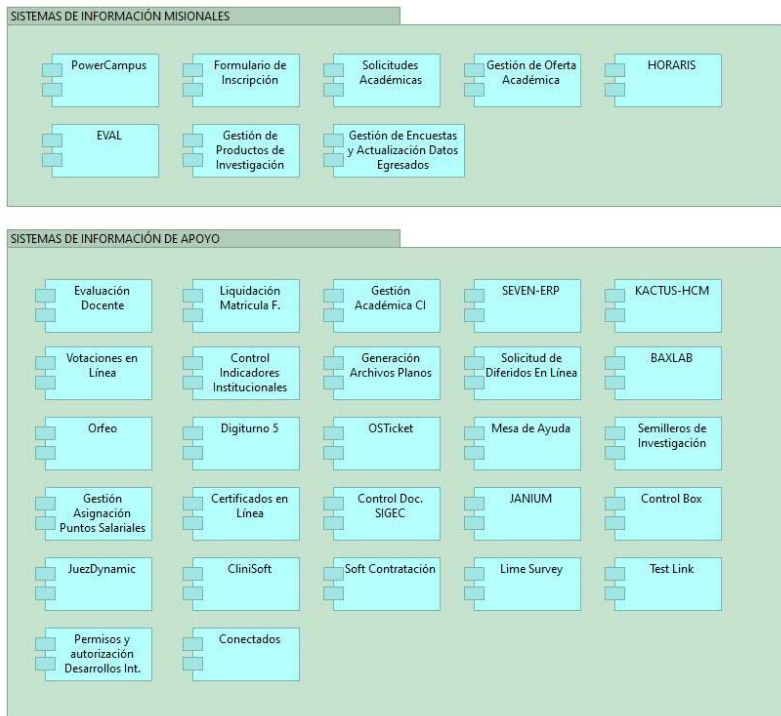 SISTEMAS DE INFORMACIÓN MISIONALES
PowerCampus
Formulario de
Inscripción
Solicitudes
Académicas
Gestión de Oferta
Académica
HORARIS
EVAL
Gestión de
Productos de
Investigación
Gestión de Encuestas
y Actualización Datos
Egresados
SISTEMAS DE INFORMACIÓN DE APOYO
Evaluación
Docente
Liquidación
Matricula F.
Gestión
Académica CI
SEVEN-ERP
KACTUS-HCM
Votaciones en
Línea
Control
Indicadores
Institucionales
Generación
Archivos Planos
Solicitud de
Diferidos En Línea
BAXLAB
Orfeo
Digiturno 5
OSTicket
Mesa de Ayuda
Semilleros de
Investigación
Gestión
Asignación
Puntos Salariales
Certificados en
Línea
Control Doc.
SIGEC
JANIUM
Control Box
JuezDynamic
CliniSoft
Soft Contratación
Lime Survey
Test Link
Permisos y
autorización
Desarrollos Int.
Conectados